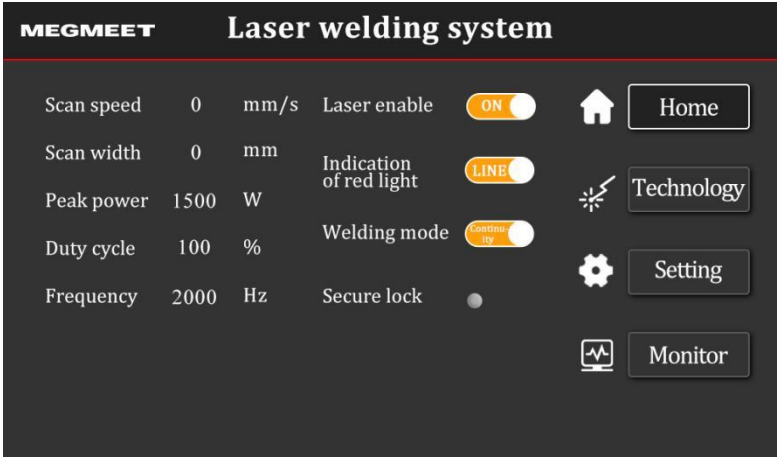 MEGMEET
Laser welding system
Scan speed 0 mm/s
Scan width 0 mm
Peak power 1500 W
Duty cycle 100 %
Frequency 2000 Hz
Laser enable ON
Indication
of red light LINE
Welding mode Continu-
ity
Secure lock
Home
Technology
Setting
Monitor